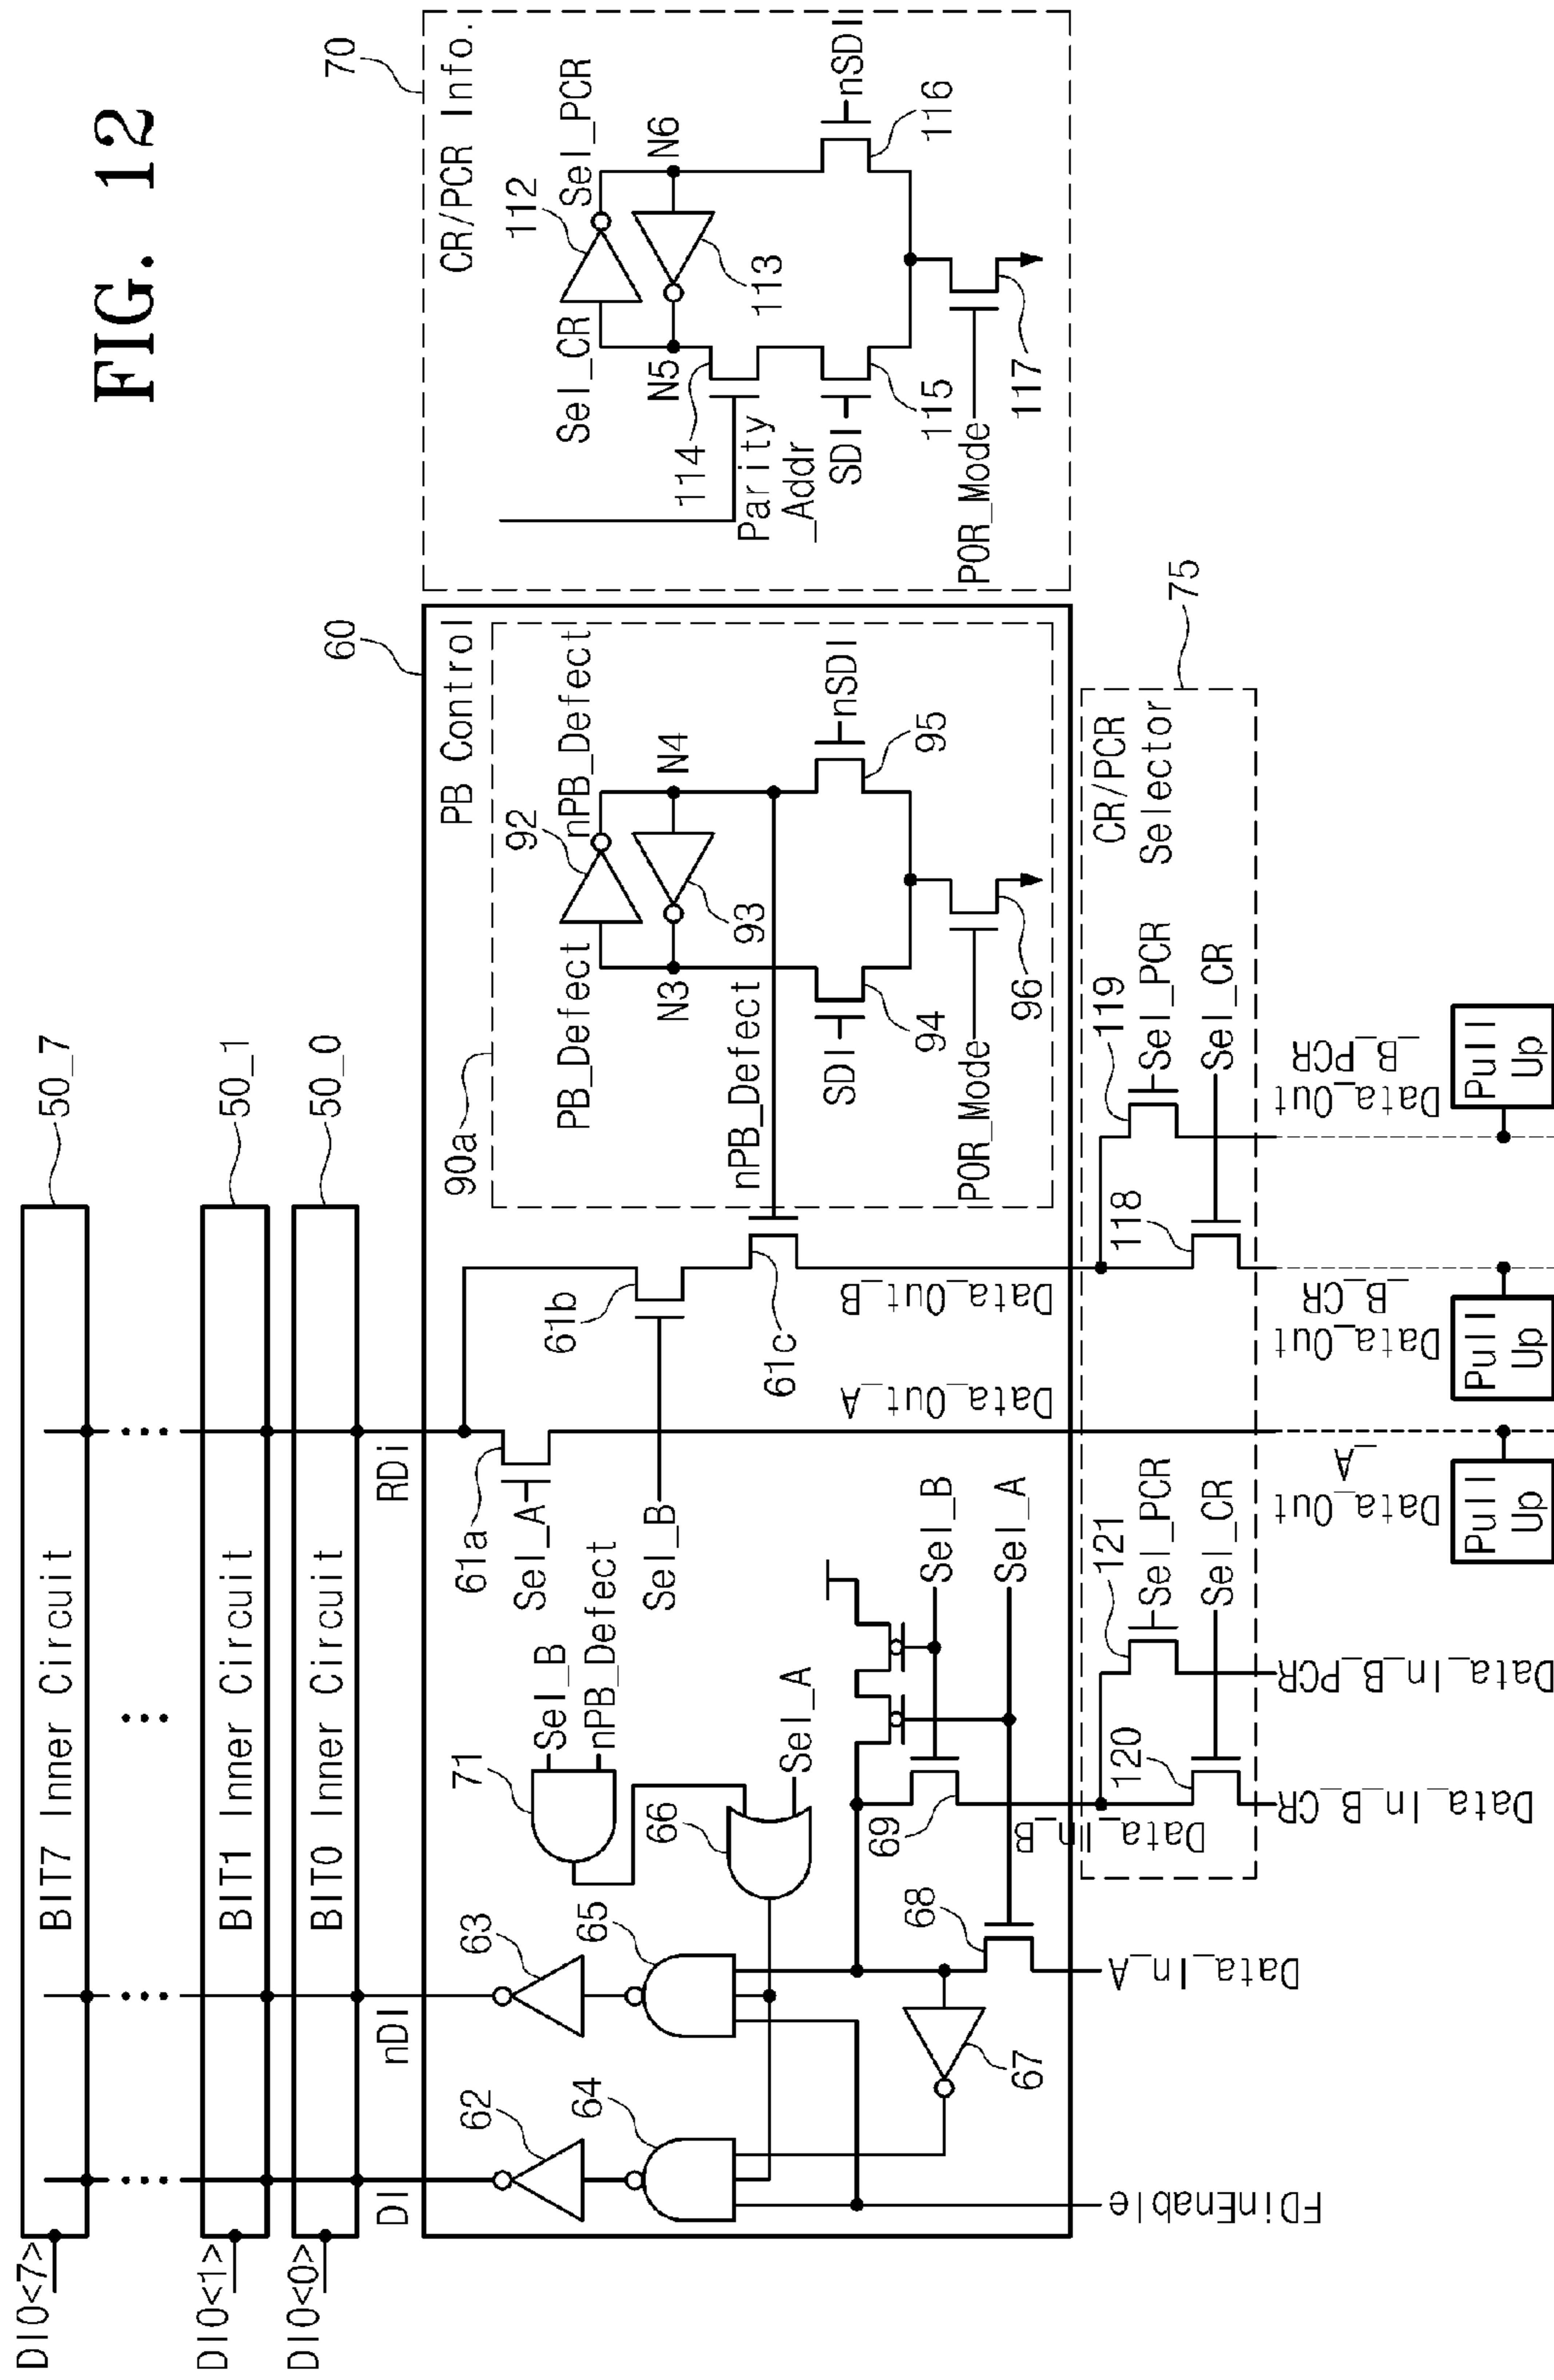 FIG. 12
BIT7 Inner Circuit
50_7
DIO<7>
BIT1 Inner Circuit
50_1
DIO<1>
BIT0 Inner Circuit
50_0
DIO<0>
DI
nDI
RDi
60
PB Control
62
63
64
65
66
67
68
69
71
Sel_B
nPB_Defect
Sel_A
61a
Sel_A
Sel_B
61b
61c
Sel_B
Sel_A
Data_Out_A
Data_Out_B
Data_In_B
90a
PB_Defect
nPB_Defect
92
N3
N4
93
nPB_Defect
SDI
nSDI
94
95
POR_Mode
96
70
CR/PCR Info.
Sel_CR
112
Sel_PCR
N5
N6
113
114
Parity
_Addr
SDI
nSDI
115
116
POR_Mode
117
75
CR/PCR
Selector
121
Sel_PCR
Sel_CR
120
119
Sel_PCR
Sel_CR
118
FDinEnable
Data_In_A
Data_In_B_CR
Data_In_B_PCR
Data_Out
_A
Data_Out
_B_CR
Data_Out
_B_PCR
Pull
Up
Pull
Up
Pull
Up